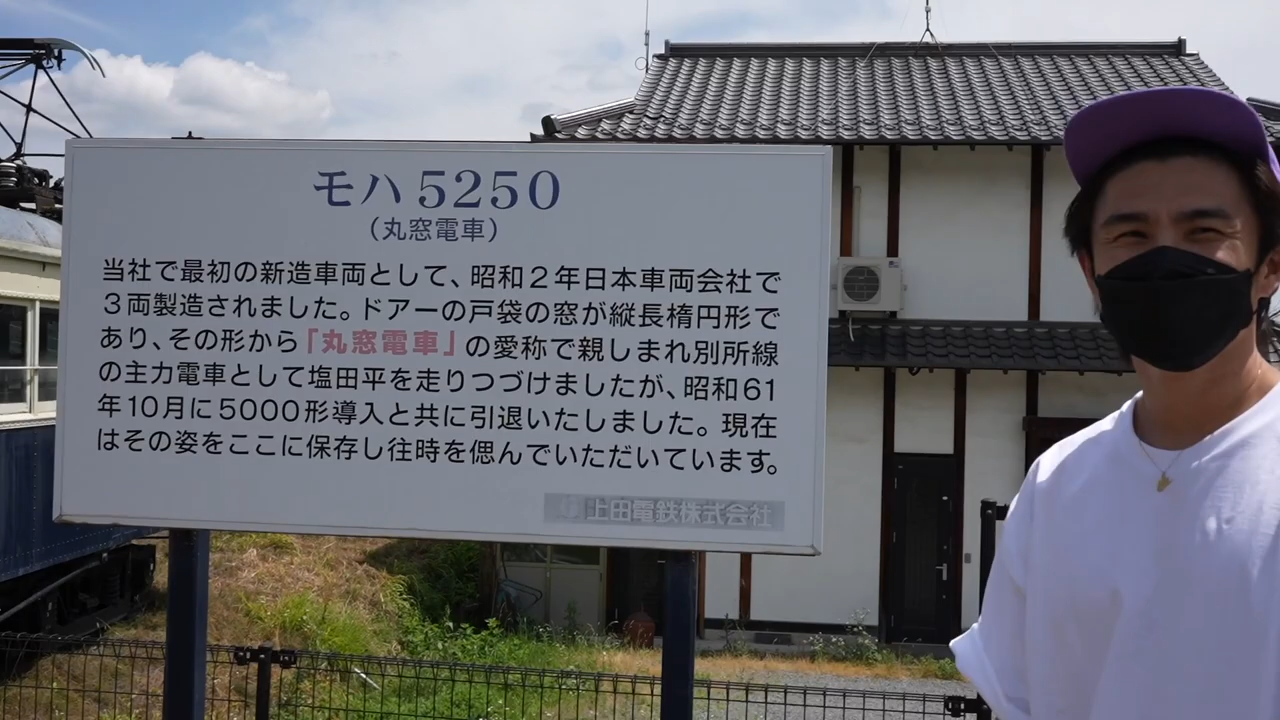 モハ5250
（丸窓電車）
当社で最初の新造車両として、昭和２年日本車両会社で
３両製造されました。ドアーの戸袋の窓が縦長楕円形で
あり、その形から「丸窓電車」の愛称で親しまれ別所線
の主力電車として塩田平を走りつづけましたが、昭和61
年10月に5000形導入と共に引退いたしました。現在
はその姿をここに保存し往時を偲んでいただいています。
上田電鉄株式会社